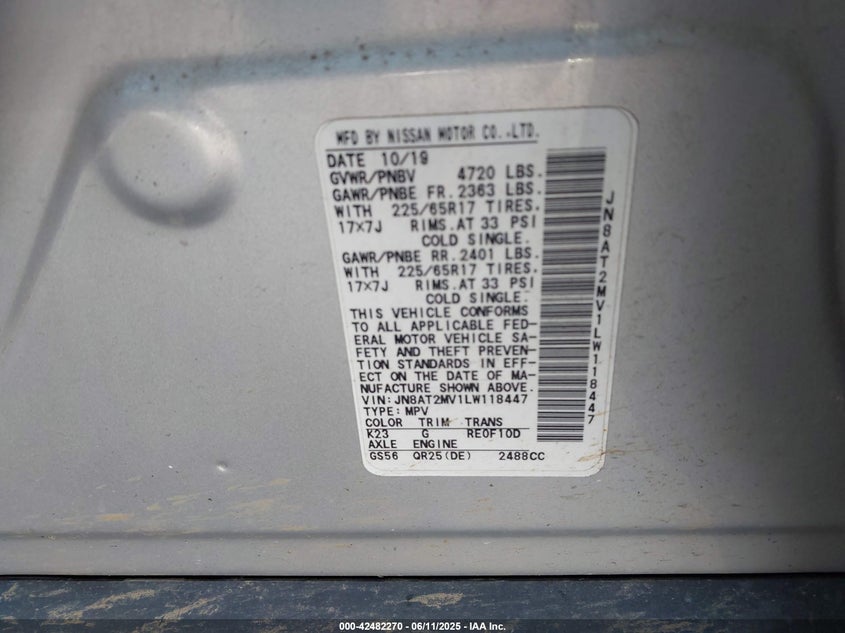 MFD BY NISSAN MOTOR CO.,LTD.
DATE 10/19
GVWR/PNBV 4720 LBS.
GAWR/PNBE FR. 2363 LBS.
WITH 225/65R17 TIRES.
17×7J RIMS.AT 33 PSI
COLD SINGLE.
GAWR/PNBE RR. 2401 LBS.
WITH 225/65R17 TIRES.
17×7J RIMS.AT 33 PSI
COLD SINGLE.
THIS VEHICLE CONFORMS
TO ALL APPLICABLE FED-
ERAL MOTOR VEHICLE SA-
FETY AND THEFT PREVEN-
TION STANDARDS IN EFF-
ECT ON THE DATE OF MA-
NUFACTURE SHOWN ABOVE.
VIN: JN8AT2MV1LW118447
TYPE: MPV
COLOR TRIM TRANS
K23 G RE0F10D
AXLE ENGINE
GS56 QR25(DE) 2488CC
JN8AT2MV1LW118447
000-42482270 - 06/11/2025 - IAA Inc.